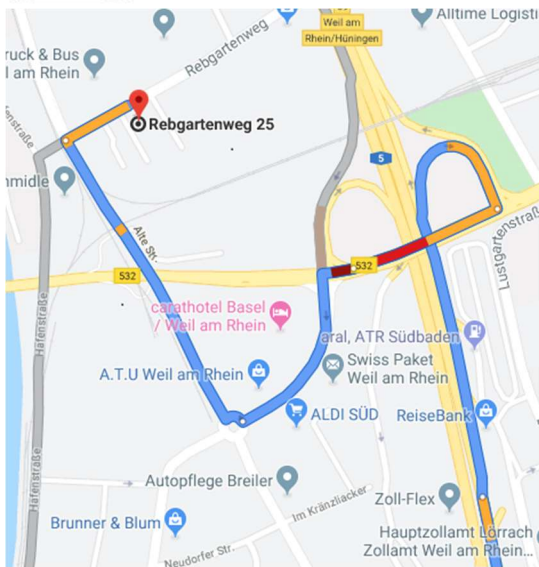 Alltime Logisti
Weil am
Rhein/Hüningen
Rebgartenweg
ruck & Bus
l am Rhein
Rebgartenweg 25
5
enstraße
hmidle
Alte Str.
532
532
Lustgartenstraß
carathotel Basel
/ Weil am Rhein
Hafenstraße
aral, ATR Südbaden
Swiss Paket
Weil am Rhein
A.T.U Weil am Rhein
ALDI SÜD
ReiseBank
Autopflege Breiler
Hafenstraße
Im Kränzliacker
Zoll-Flex
Brunner & Blum
Neudorfer Str.
Hauptzollamt Lörrach
Zollamt Weil am Rhein...